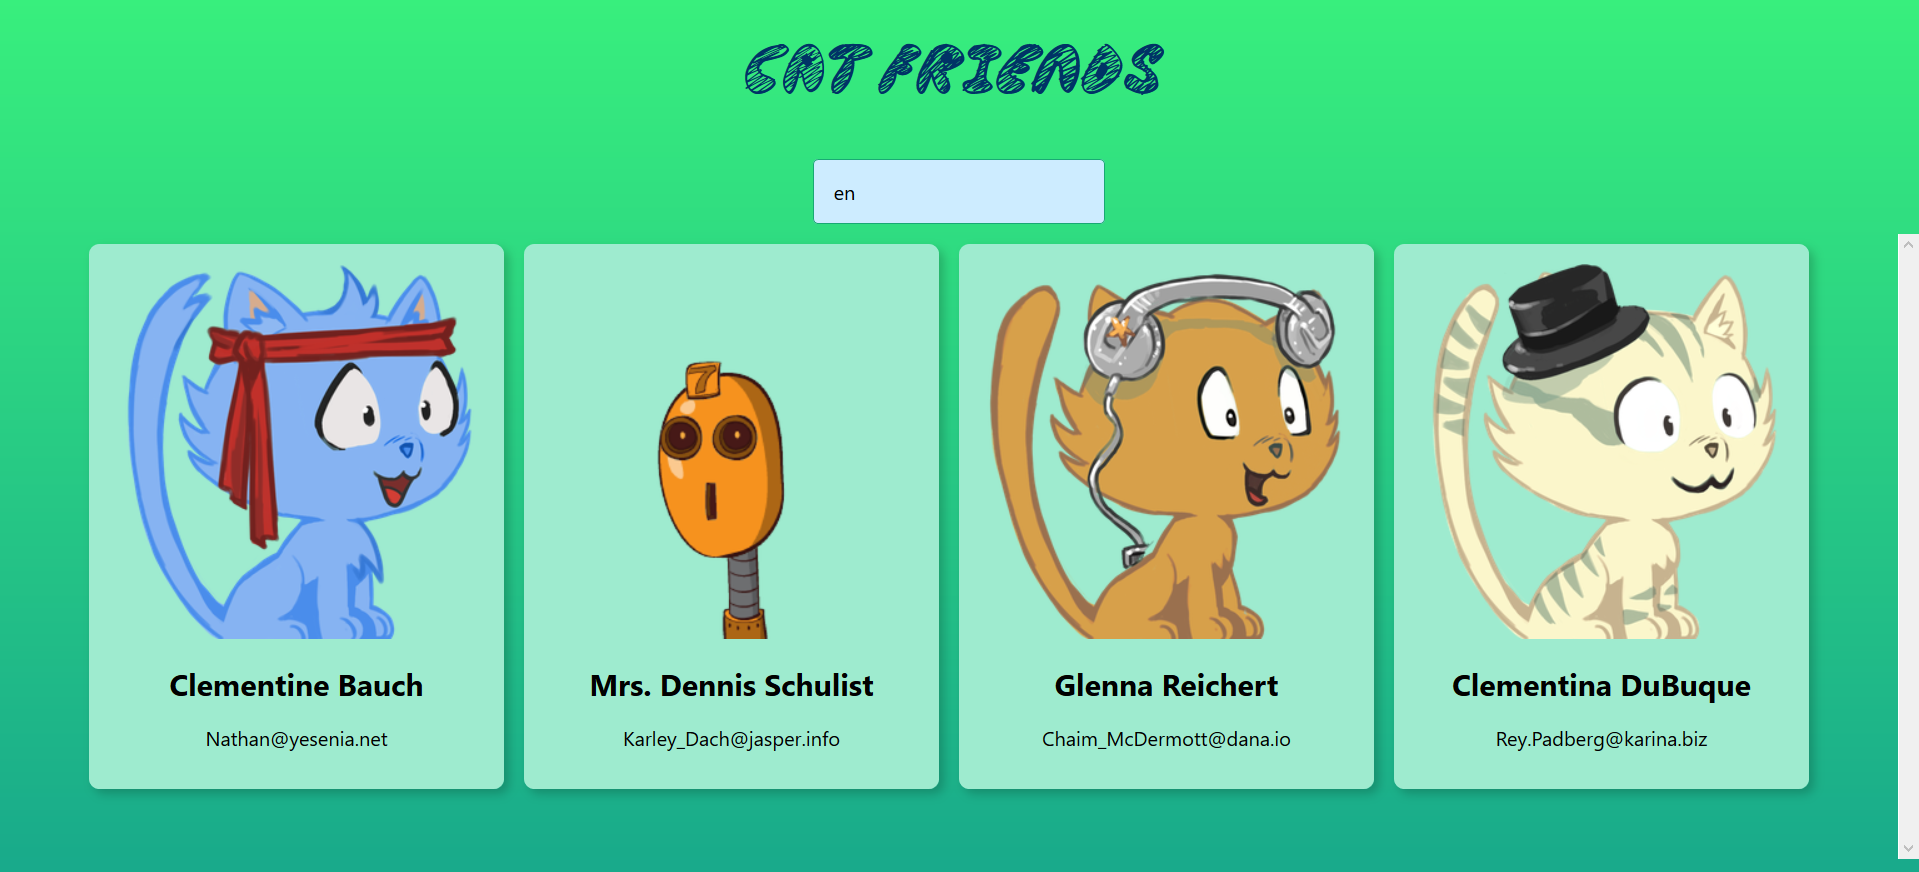 CAT FRIENDS
en
7
Clementine Bauch
Nathan@yesenia.net
Mrs. Dennis Schulist
Karley_Dach@jasper.info
Glenna Reichert
Chaim_McDermott@dana.io
Clementina DuBuque
Rey.Padberg@karina.biz